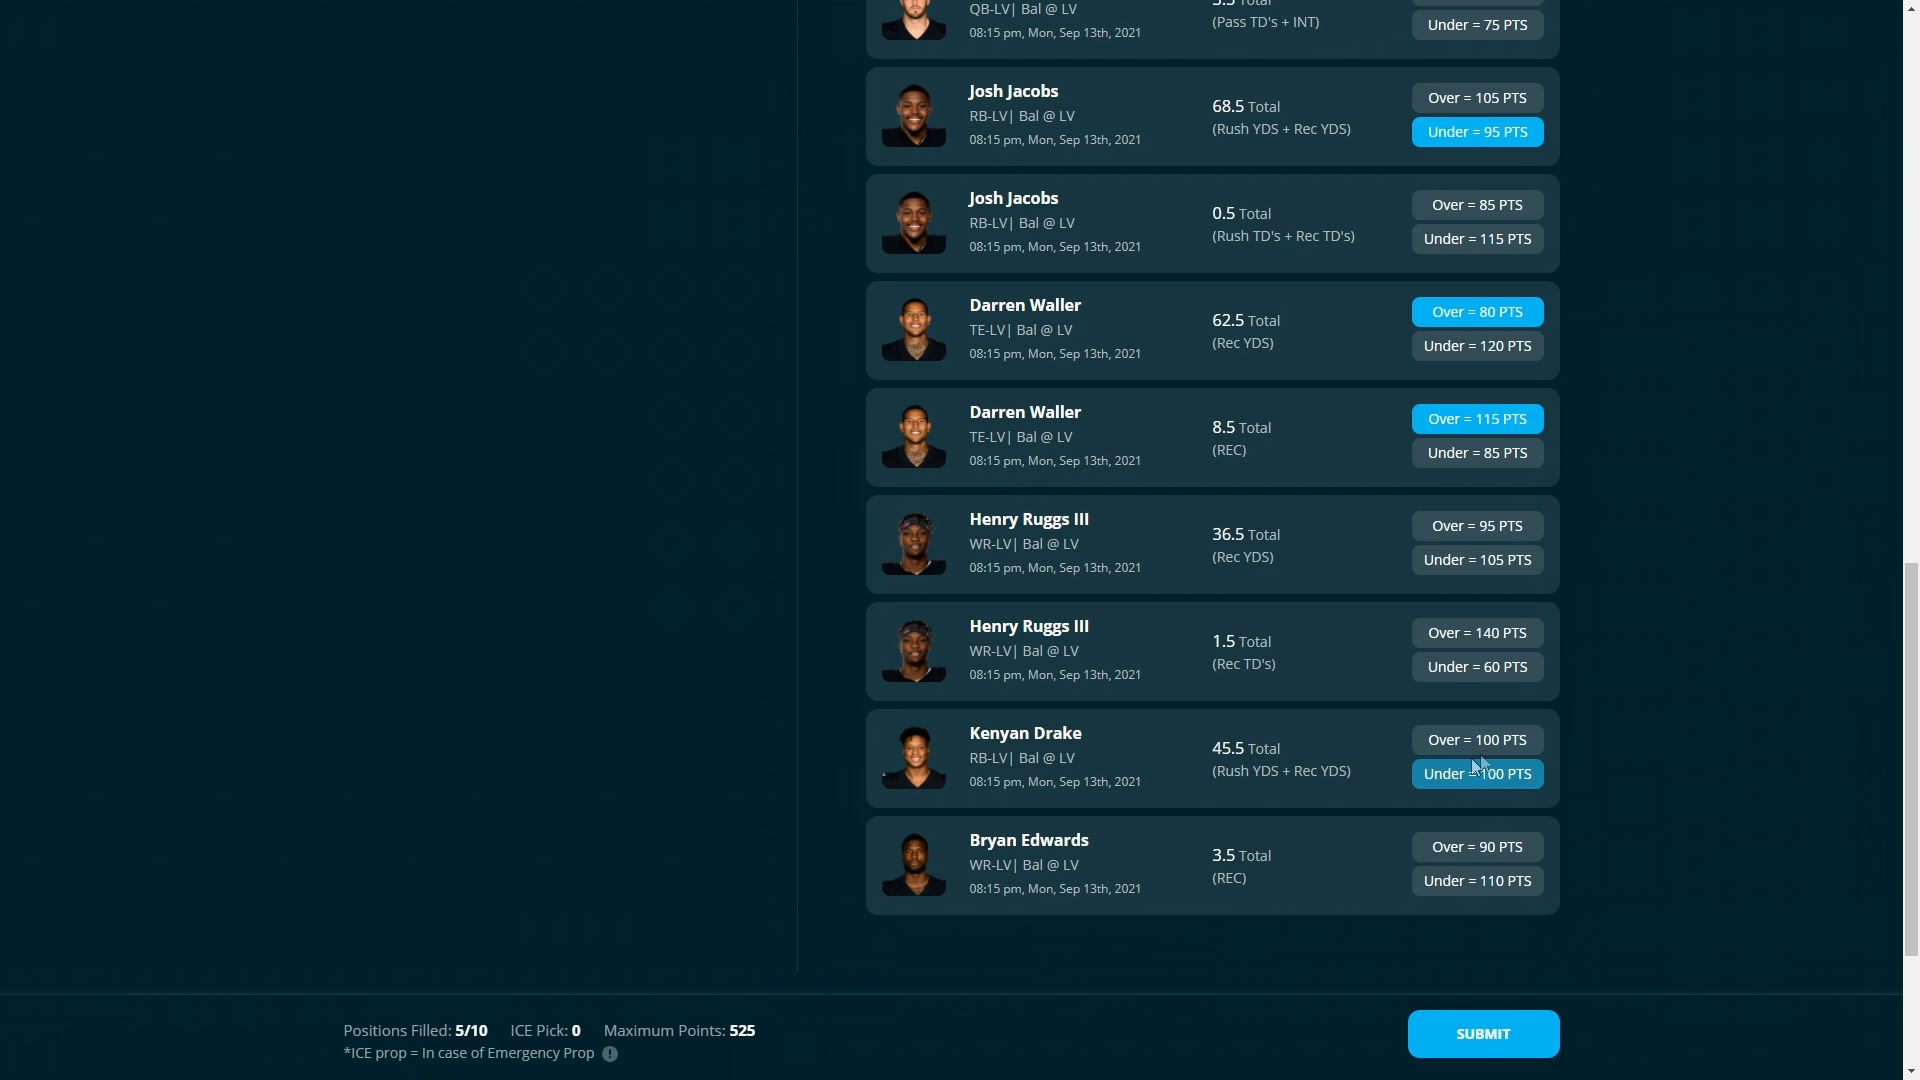 QB-LV| Bal @ LV
(Pass TD's + INT)
Under = 75 PTS
08:15 pm, Mon, Sep 13th, 2021
Josh Jacobs
RB-LV| Bal @ LV
08:15 pm, Mon, Sep 13th, 2021
68.5 Total
(Rush YDS + Rec YDS)
Over = 105 PTS
Under = 95 PTS
Josh Jacobs
RB-LV| Bal @ LV
08:15 pm, Mon, Sep 13th, 2021
0.5 Total
(Rush TD's + Rec TD's)
Over = 85 PTS
Under = 115 PTS
Darren Waller
TE-LV| Bal @ LV
08:15 pm, Mon, Sep 13th, 2021
62.5 Total
(Rec YDS)
Over = 80 PTS
Under = 120 PTS
Darren Waller
TE-LV| Bal @ LV
08:15 pm, Mon, Sep 13th, 2021
8.5 Total
(REC)
Over = 115 PTS
Under = 85 PTS
Henry Ruggs III
WR-LV| Bal @ LV
08:15 pm, Mon, Sep 13th, 2021
36.5 Total
(Rec YDS)
Over = 95 PTS
Under = 105 PTS
Henry Ruggs III
WR-LV| Bal @ LV
08:15 pm, Mon, Sep 13th, 2021
1.5 Total
(Rec TD's)
Over = 140 PTS
Under = 60 PTS
Kenyan Drake
RB-LV| Bal @ LV
08:15 pm, Mon, Sep 13th, 2021
45.5 Total
(Rush YDS + Rec YDS)
Over = 100 PTS
Under = 100 PTS
Bryan Edwards
WR-LV| Bal @ LV
08:15 pm, Mon, Sep 13th, 2021
3.5 Total
(REC)
Over = 90 PTS
Under = 110 PTS
Positions Filled: 5/10 ICE Pick: 0 Maximum Points: 525
*ICE prop = In case of Emergency Prop !
SUBMIT